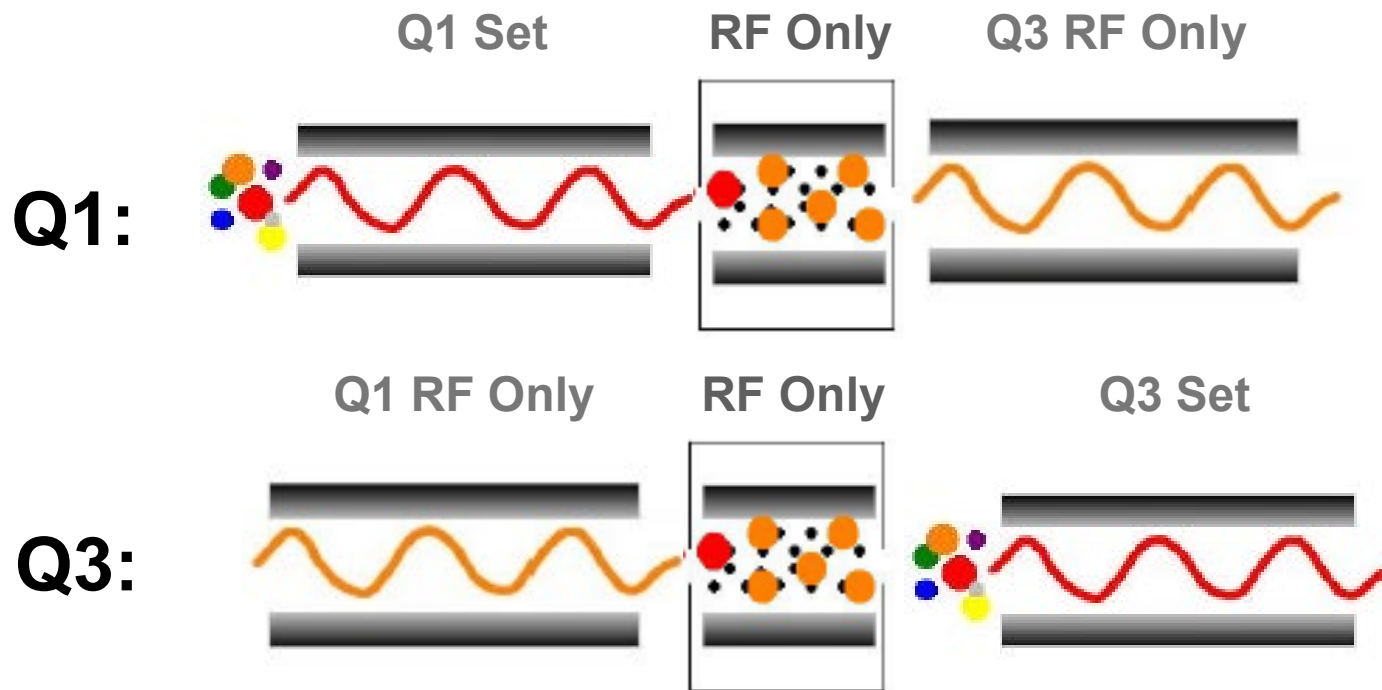 Q1 Set RF Only Q3 RF Only
Q1:
Q1 RF Only RF Only Q3 Set
Q3: